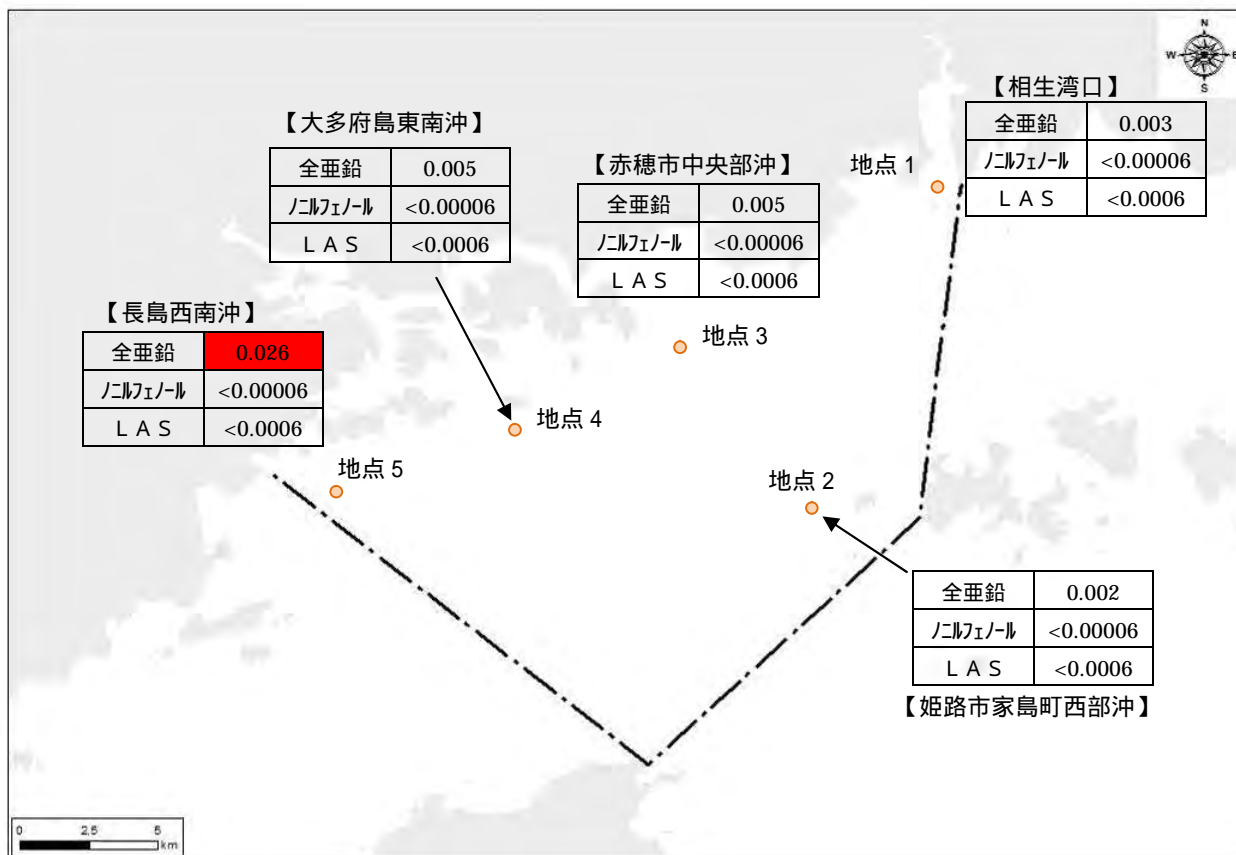 N
W E
S
【相生湾口】
全亜鉛 0.003
ノニルフェノール <0.00006
ＬＡＳ <0.0006
地点 1
【大多府島東南沖】
全亜鉛 0.005
ノニルフェノール <0.00006
ＬＡＳ <0.0006
【赤穂市中央部沖】
全亜鉛 0.005
ノニルフェノール <0.00006
ＬＡＳ <0.0006
地点 3
【長島西南沖】
全亜鉛 0.026
ノニルフェノール <0.00006
ＬＡＳ <0.0006
地点 4
地点 5
地点 2
全亜鉛 0.002
ノニルフェノール <0.00006
ＬＡＳ <0.0006
【姫路市家島町西部沖】
0 2.5 5
km